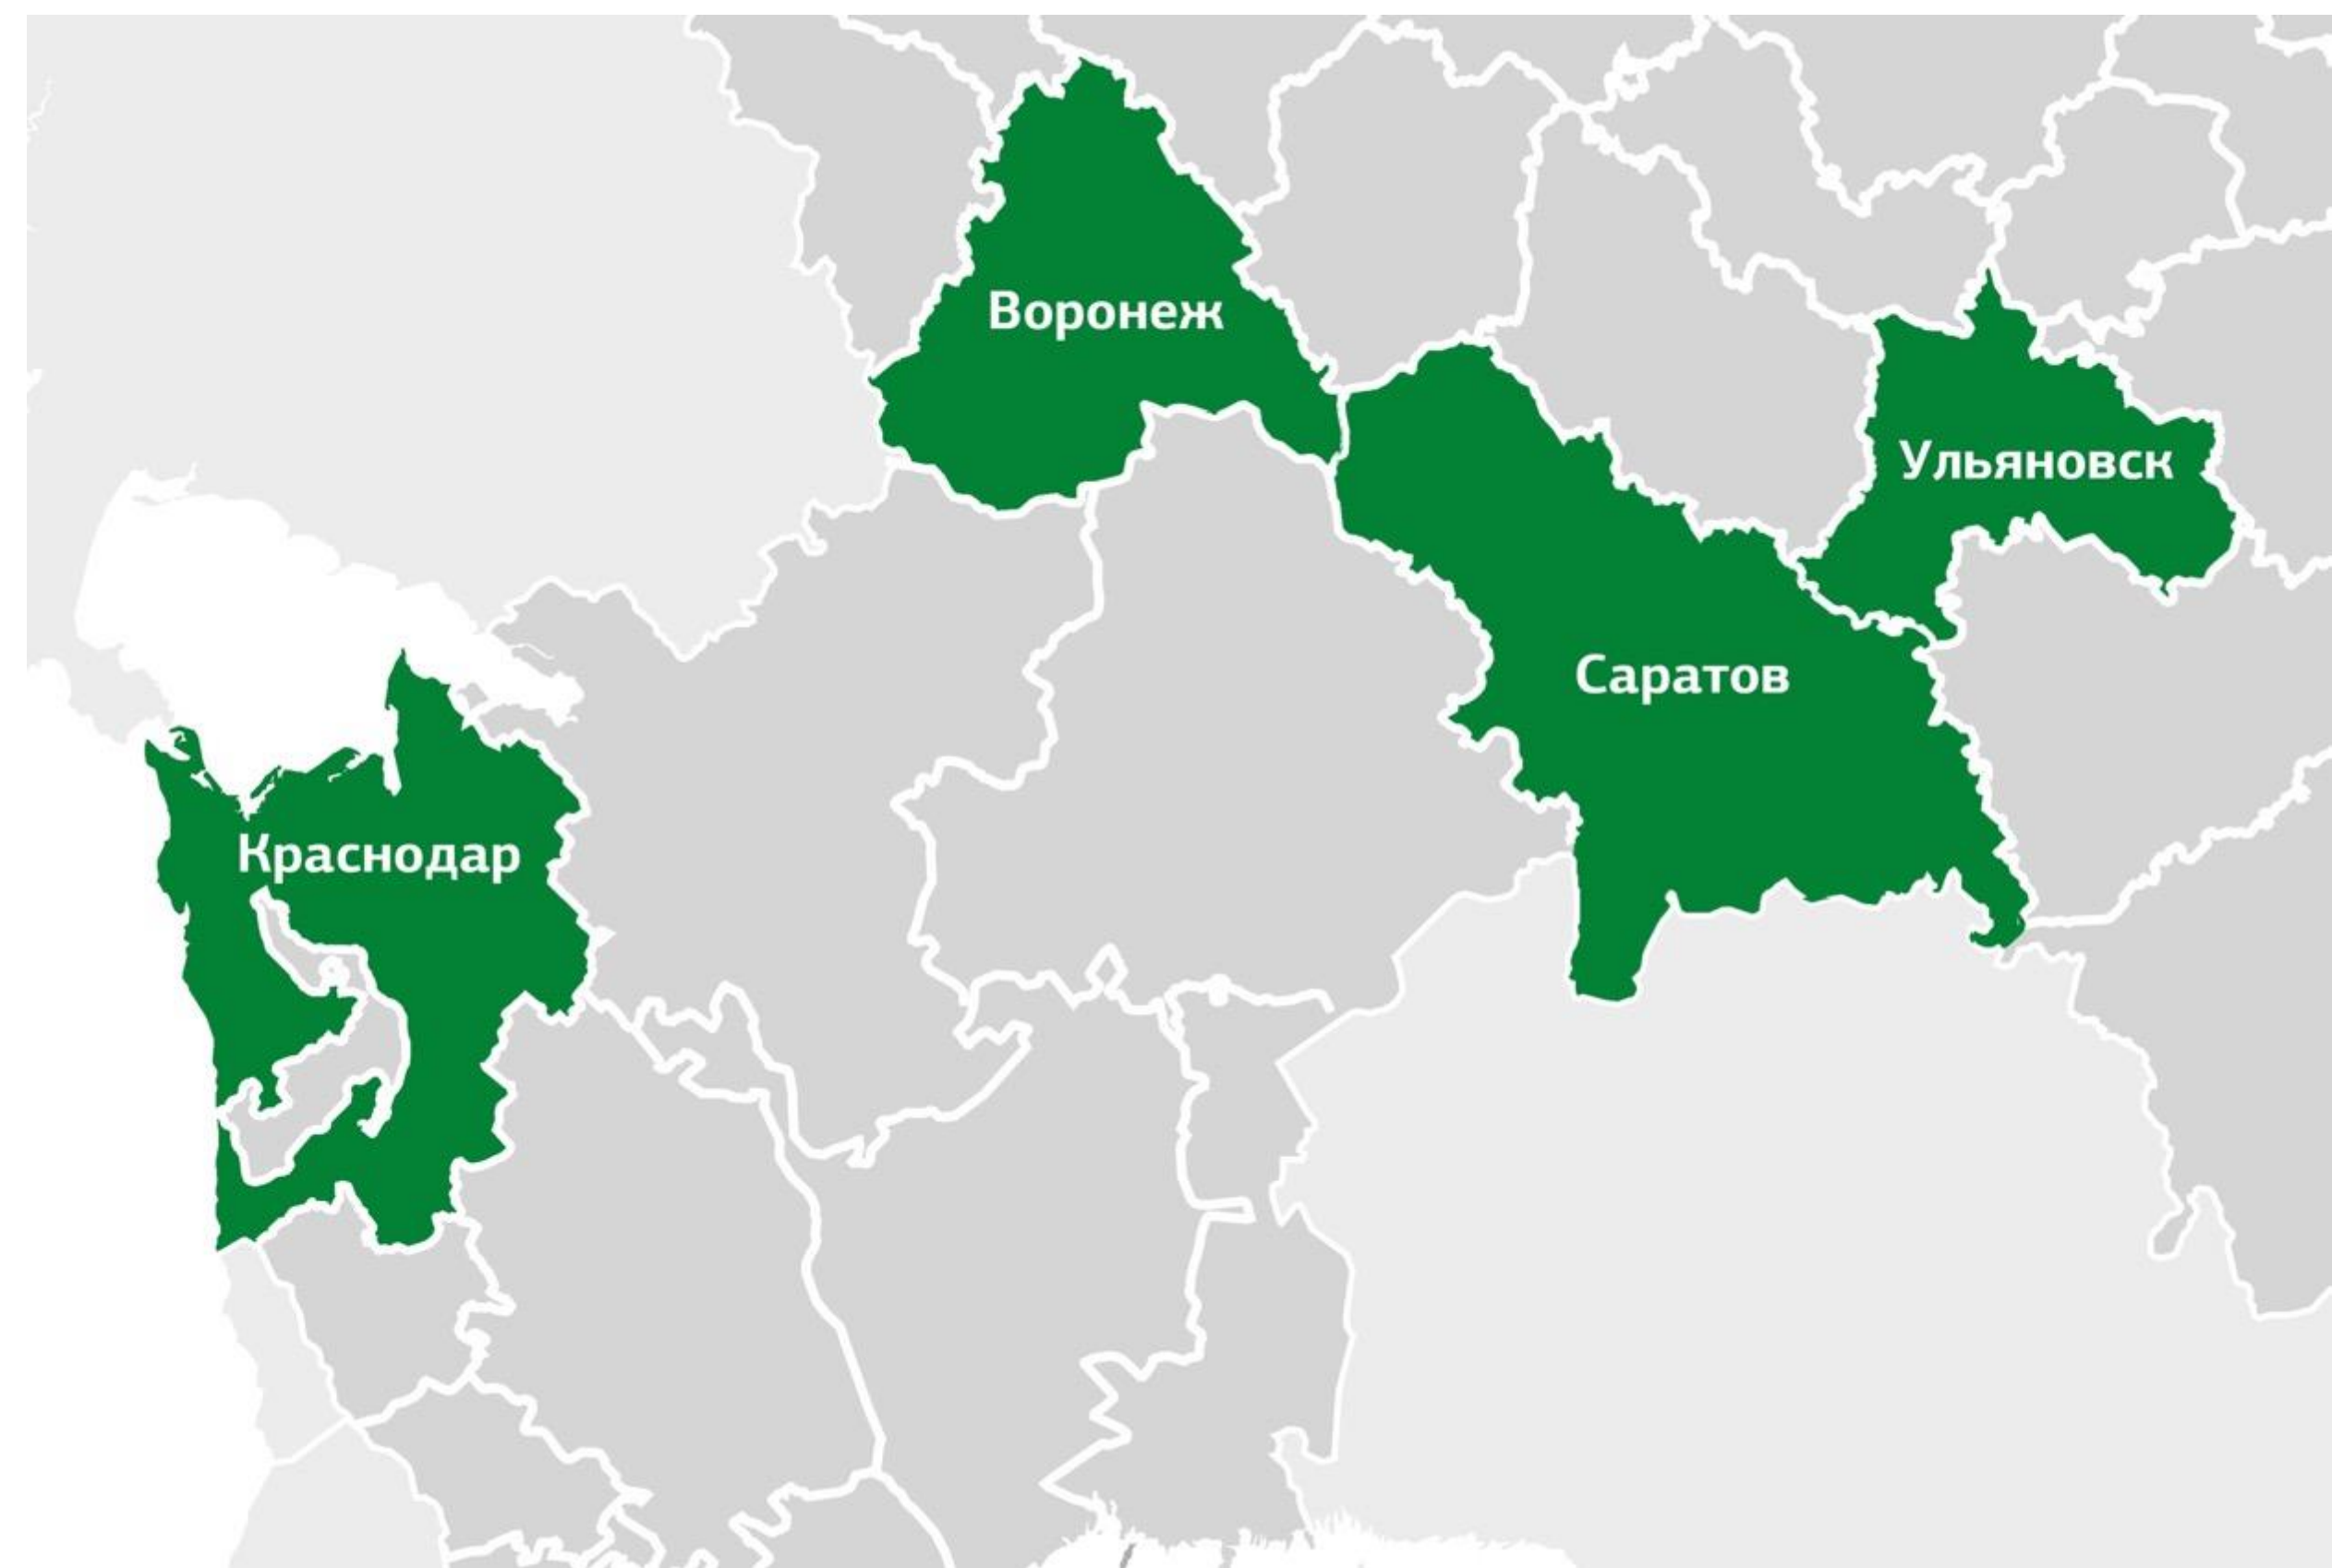 Воронеж
Ульяновск
Саратов
Краснодар